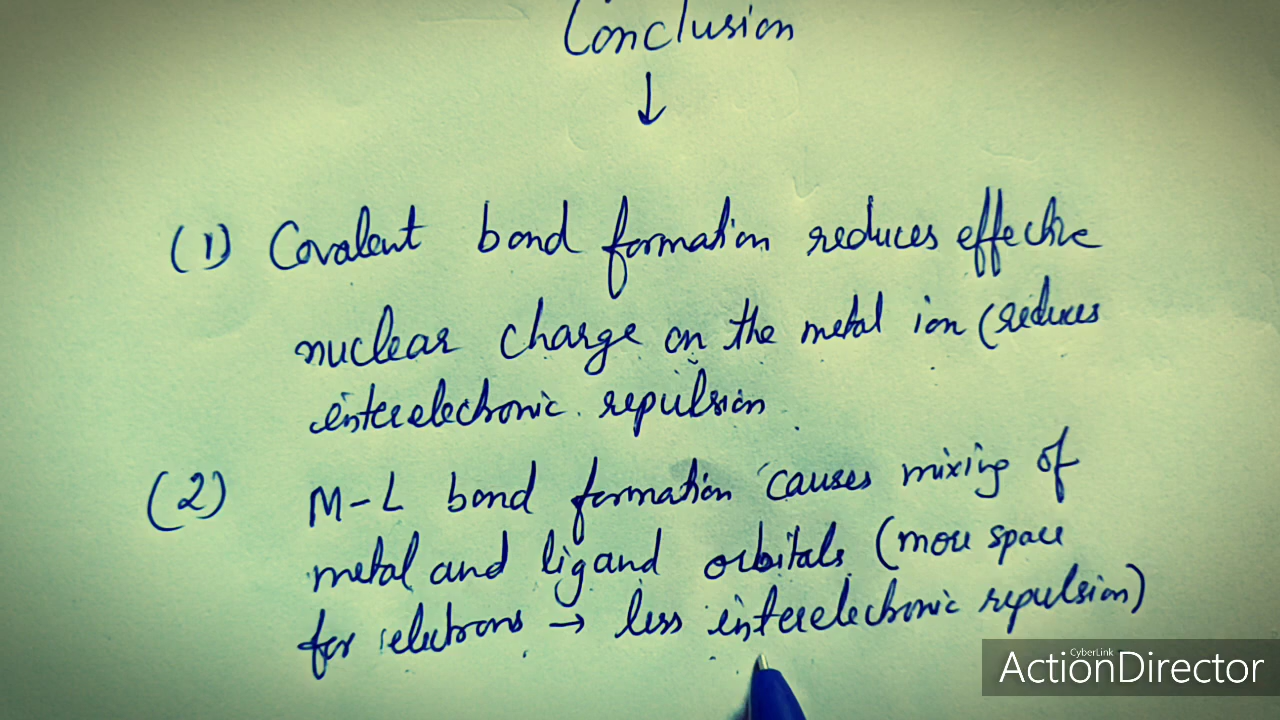 Conclusion
↓
(1) Covalent bond formation reduces effective
nuclear charge on the metal ion (reduces
interelectronic repulsion
(2) M-L bond formation causes mixing of
metal and ligand orbitals (more space
for electrons → less interelectronic repulsion)
CyberLink
ActionDirector